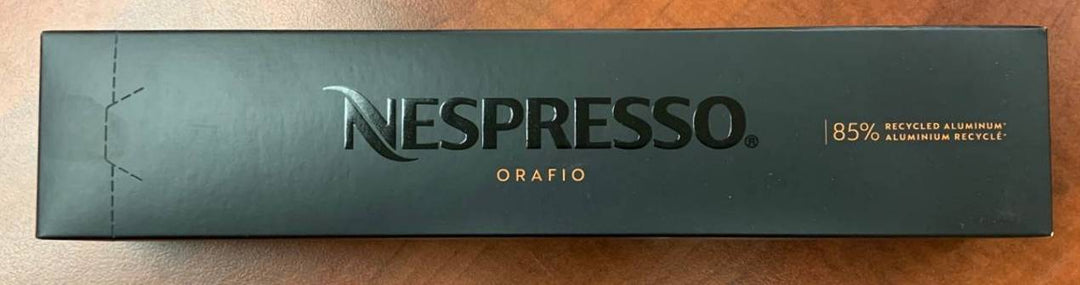 NESPRESSO®
ORAFIO
85% RECYCLED ALUMINUM*
ALUMINIUM RECYCLÉ*